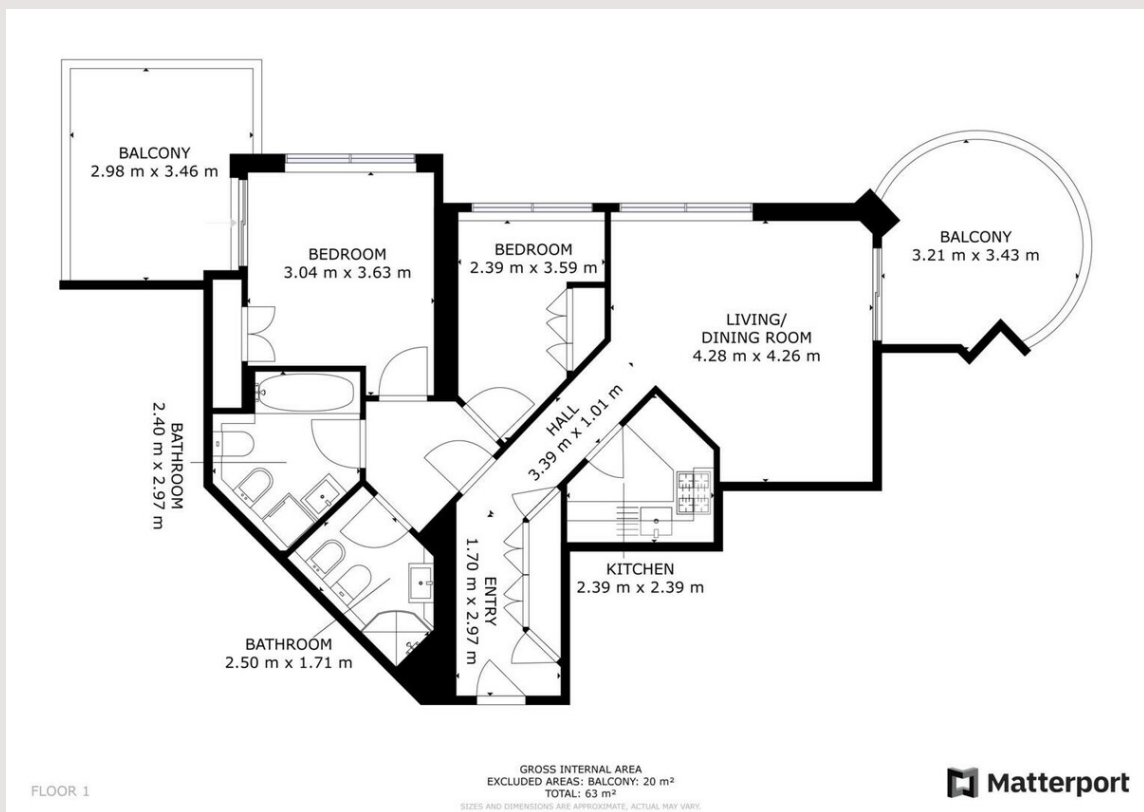 BALCONY
2.98 m x 3.46 m
BEDROOM
3.04 m x 3.63 m
BEDROOM
2.39 m x 3.59 m
BALCONY
3.21 m x 3.43 m
LIVING/
DINING ROOM
4.28 m x 4.26 m
HALL
3.39 m x 1.01 m
BATHROOM
2.40 m x 2.97 m
KITCHEN
2.39 m x 2.39 m
ENTRY
1.70 m x 2.97 m
BATHROOM
2.50 m x 1.71 m
FLOOR 1
GROSS INTERNAL AREA
EXCLUDED AREAS: BALCONY: 20 m²
TOTAL: 63 m²
SIZES AND DIMENSIONS ARE APPROXIMATE, ACTUAL MAY VARY.
Matterport